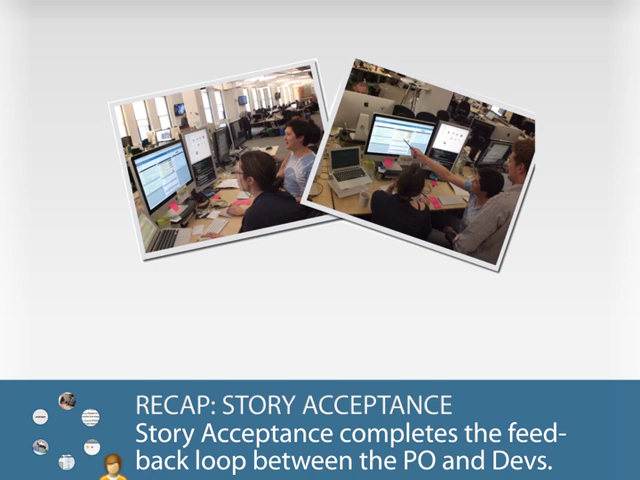 RECAP: STORY ACCEPTANCE
Story Acceptance completes the feed-
back loop between the PO and Devs.